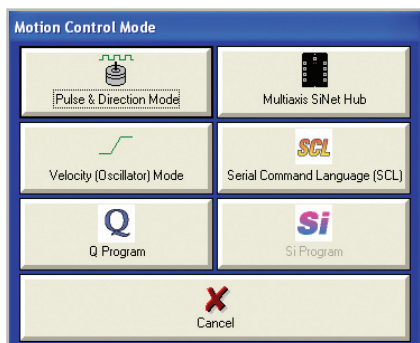 Motion Control Mode
Pulse & Direction Mode
Multiaxis SiNet Hub
SCL
Velocity (Oscillator) Mode
Serial Command Language (SCL)
Q
Si
Q Program
Si Program
Cancel